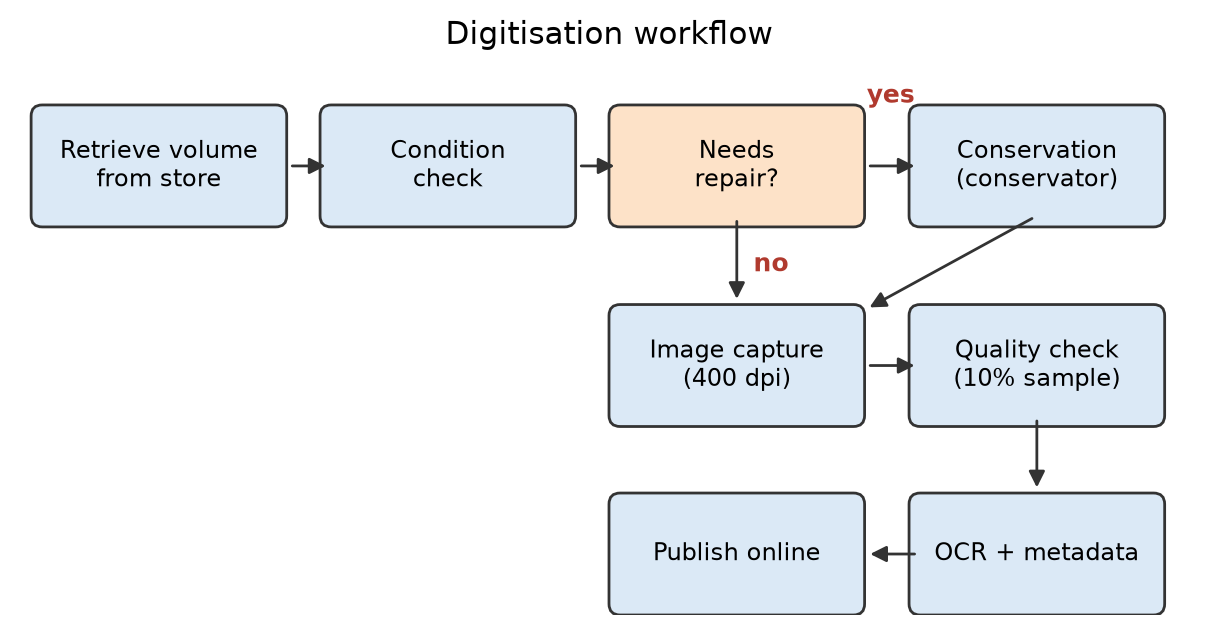 Digitisation workflow
Retrieve volume
from store
Condition
check
Needs
repair?
yes
Conservation
(conservator)
no
Image capture
(400 dpi)
Quality check
(10% sample)
Publish online
OCR + metadata